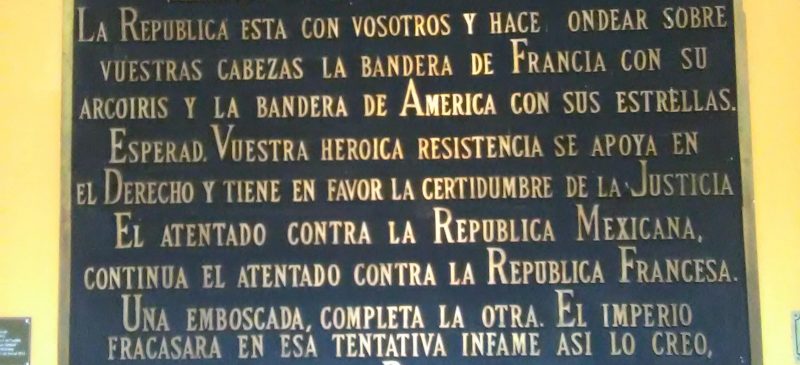 LA REPUBLICA ESTA CON VOSOTROS Y HACE ONDEAR SOBRE
VUESTRAS CABEZAS LA BANDERA DE FRANCIA CON SU
ARCOIRIS Y LA BANDERA DE AMERICA CON SUS ESTRELLAS.
ESPERAD. VUESTRA HEROICA RESISTENCIA SE APOYA EN
EL DERECHO Y TIENE EN FAVOR LA CERTIDUMBRE DE LA JUSTICIA
EL ATENTADO CONTRA LA REPUBLICA MEXICANA,
CONTINUA EL ATENTADO CONTRA LA REPUBLICA FRANCESA.
UNA EMBOSCADA, COMPLETA LA OTRA. EL IMPERIO
FRACASARA EN ESA TENTATIVA INFAME ASI LO CREO,